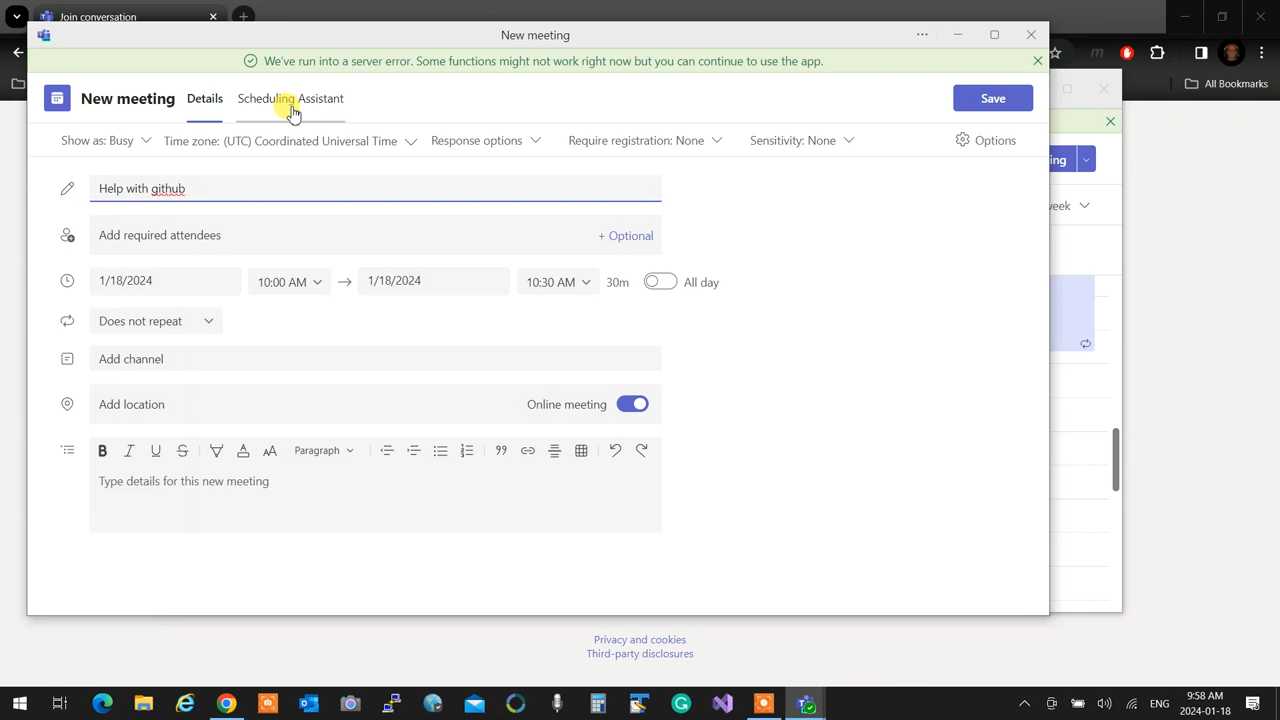 Join conversation
New meeting
We've run into a server error. Some functions might not work right now but you can continue to use the app.
All Bookmarks
New meeting
Details
Scheduling Assistant
Save
Show as: Busy
Time zone: (UTC) Coordinated Universal Time
Response options
Require registration: None
Sensitivity: None
Options
ing
Help with github
week
Add required attendees
+ Optional
1/18/2024
10:00 AM
1/18/2024
10:30 AM
30m
All day
Does not repeat
Add channel
Add location
Online meeting
Paragraph
Type details for this new meeting
Privacy and cookies
Third-party disclosures
ENG
9:58 AM
2024-01-18